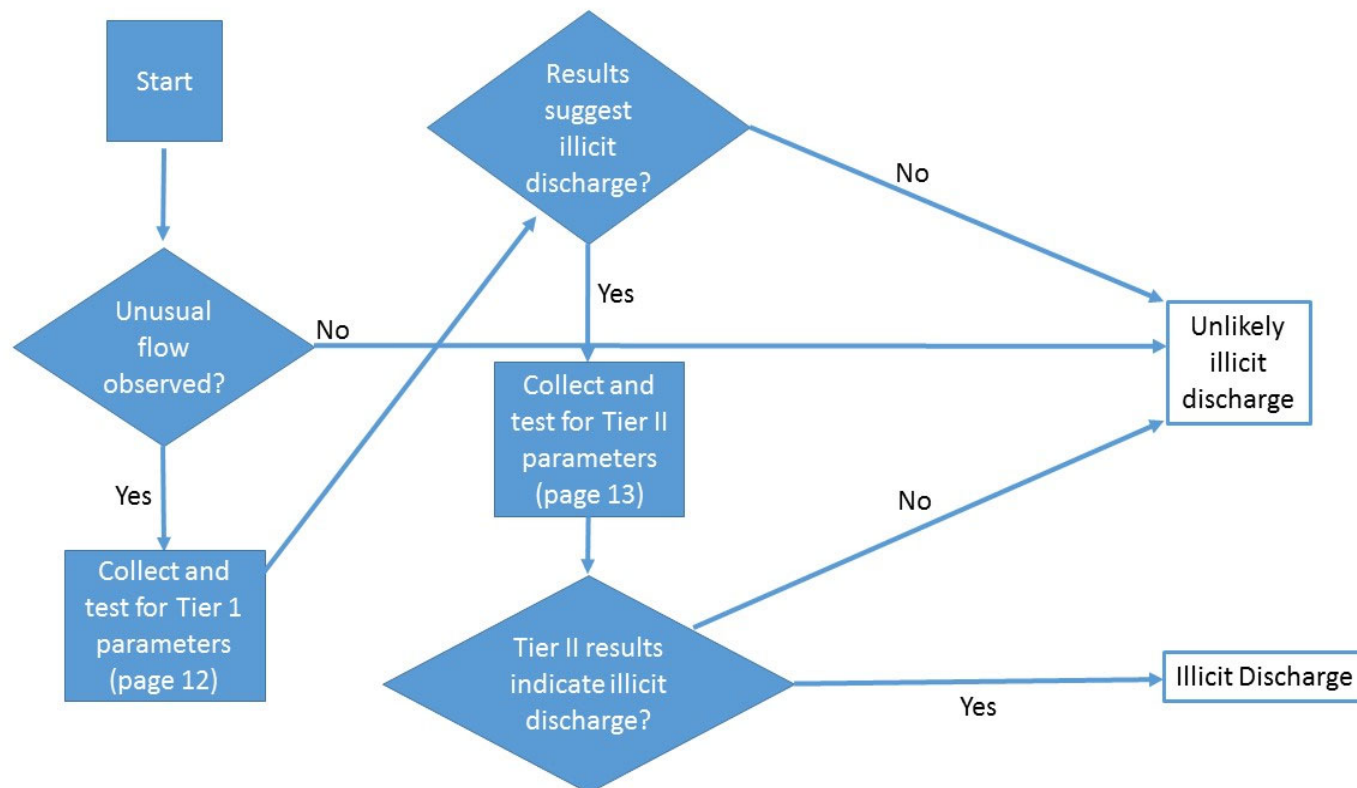 Start
Unusual
flow
observed?
No
Yes
Collect and
test for Tier 1
parameters
(page 12)
Results
suggest
illicit
discharge?
No
Yes
Collect and
test for Tier II
parameters
(page 13)
Tier II results
indicate illicit
discharge?
No
Yes
Unlikely
illicit
discharge
Illicit Discharge